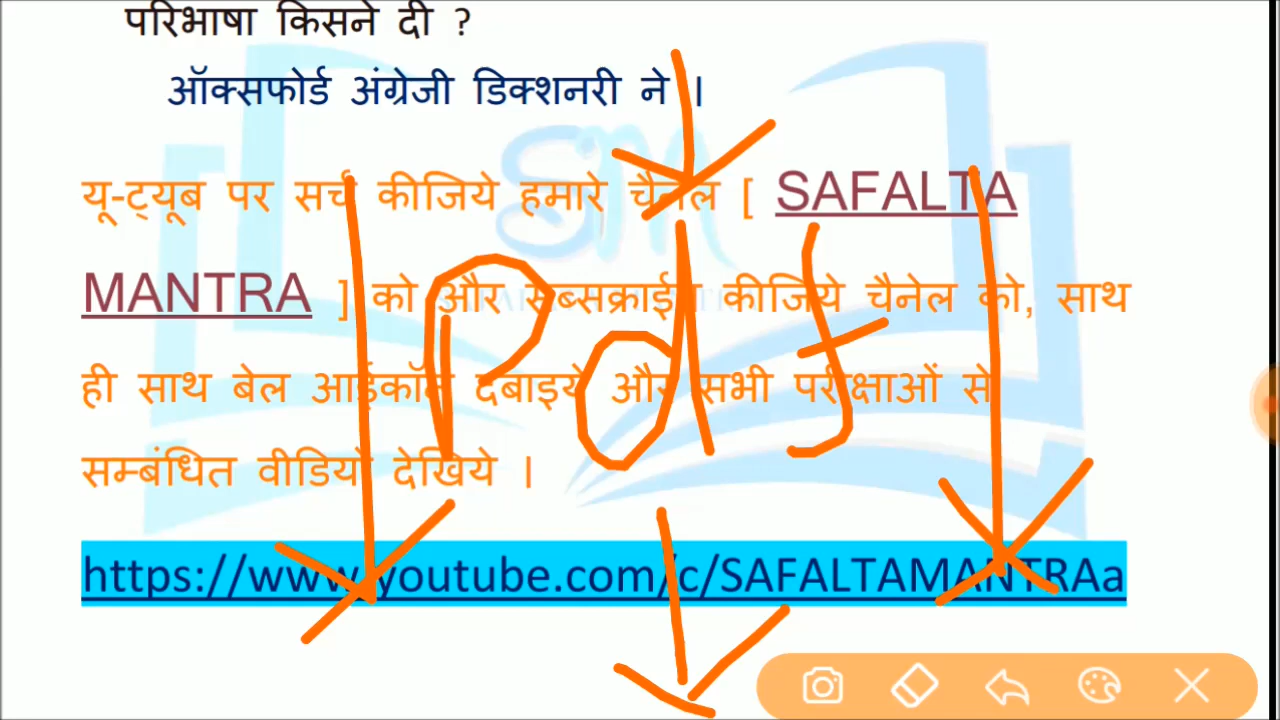 परिभाषा किसने दी ?
ऑक्सफोर्ड अंग्रेजी डिक्शनरी ने ।
यू-ट्यूब पर सर्च कीजिये हमारे चैनल [ SAFALTA
MANTRA ] को और सब्सक्राईब कीजिये चैनेल को, साथ
ही साथ बेल आईकॉन दबाइये और सभी परीक्षाओं से
सम्बंधित वीडियो देखिये ।
Pdf
https://www.youtube.com/c/SAFALTAMANTRAa